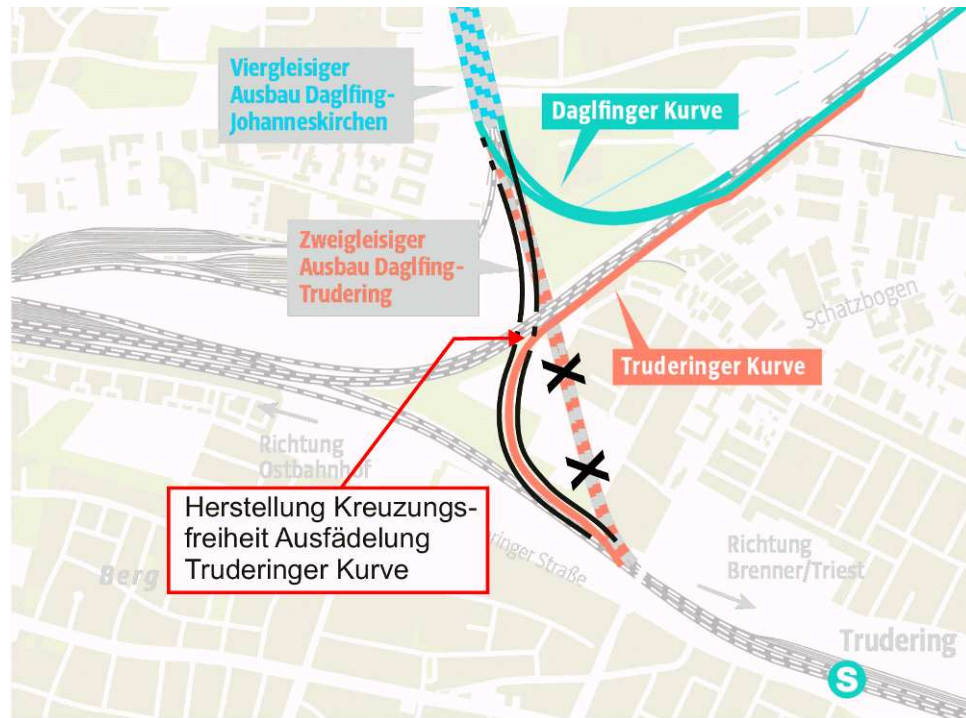 Viergleisiger
Ausbau Daglfing-
Johanneskirchen
Daglfinger Kurve
Zweigleisiger
Ausbau Daglfing-
Trudering
Schatzbogen
Truderinger Kurve
Richtung
Ostbahnhof
Herstellung Kreuzungs-
freiheit Ausfädelung
Truderinger Kurve
ringer Straße
Berg
Richtung
Brenner/Triest
Trudering
S